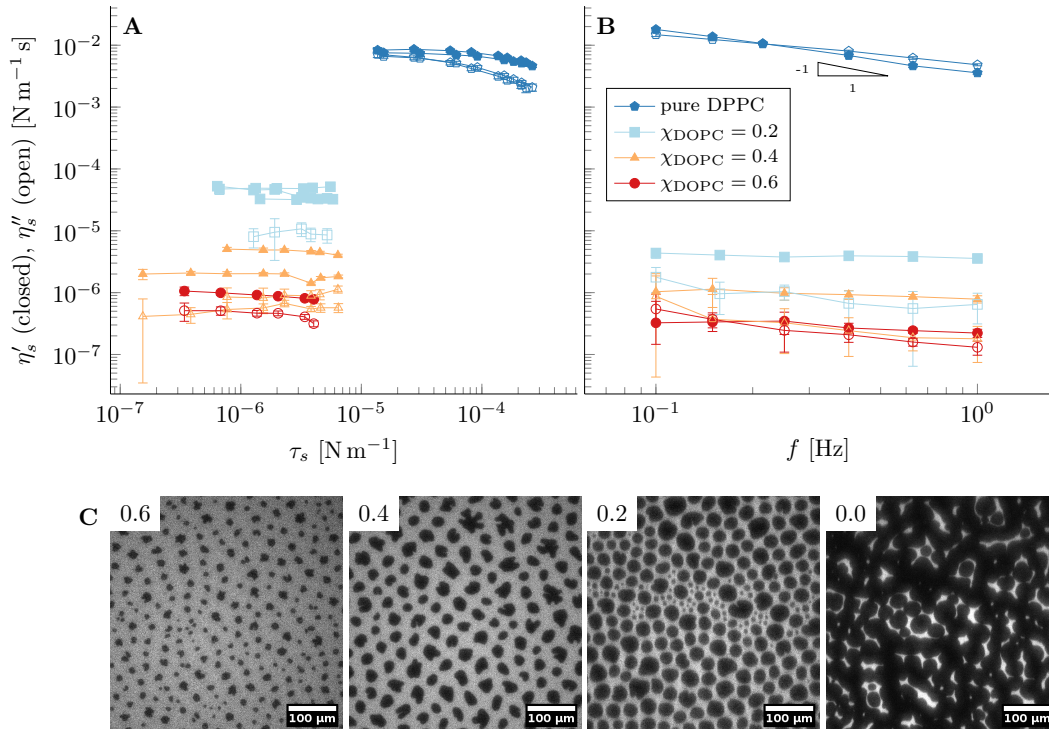 A
B
10⁻²
10⁻³
10⁻⁴
10⁻⁵
10⁻⁶
10⁻⁷
η′ₛ (closed), η″ₛ (open) [N m⁻¹ s]
-1
1
pure DPPC
χDOPC = 0.2
χDOPC = 0.4
χDOPC = 0.6
10⁻⁷ 10⁻⁶ 10⁻⁵ 10⁻⁴
10⁻¹ 10⁰
τₛ [N m⁻¹]
f [Hz]
C
0.6
0.4
0.2
0.0
100 µm
100 µm
100 µm
100 µm